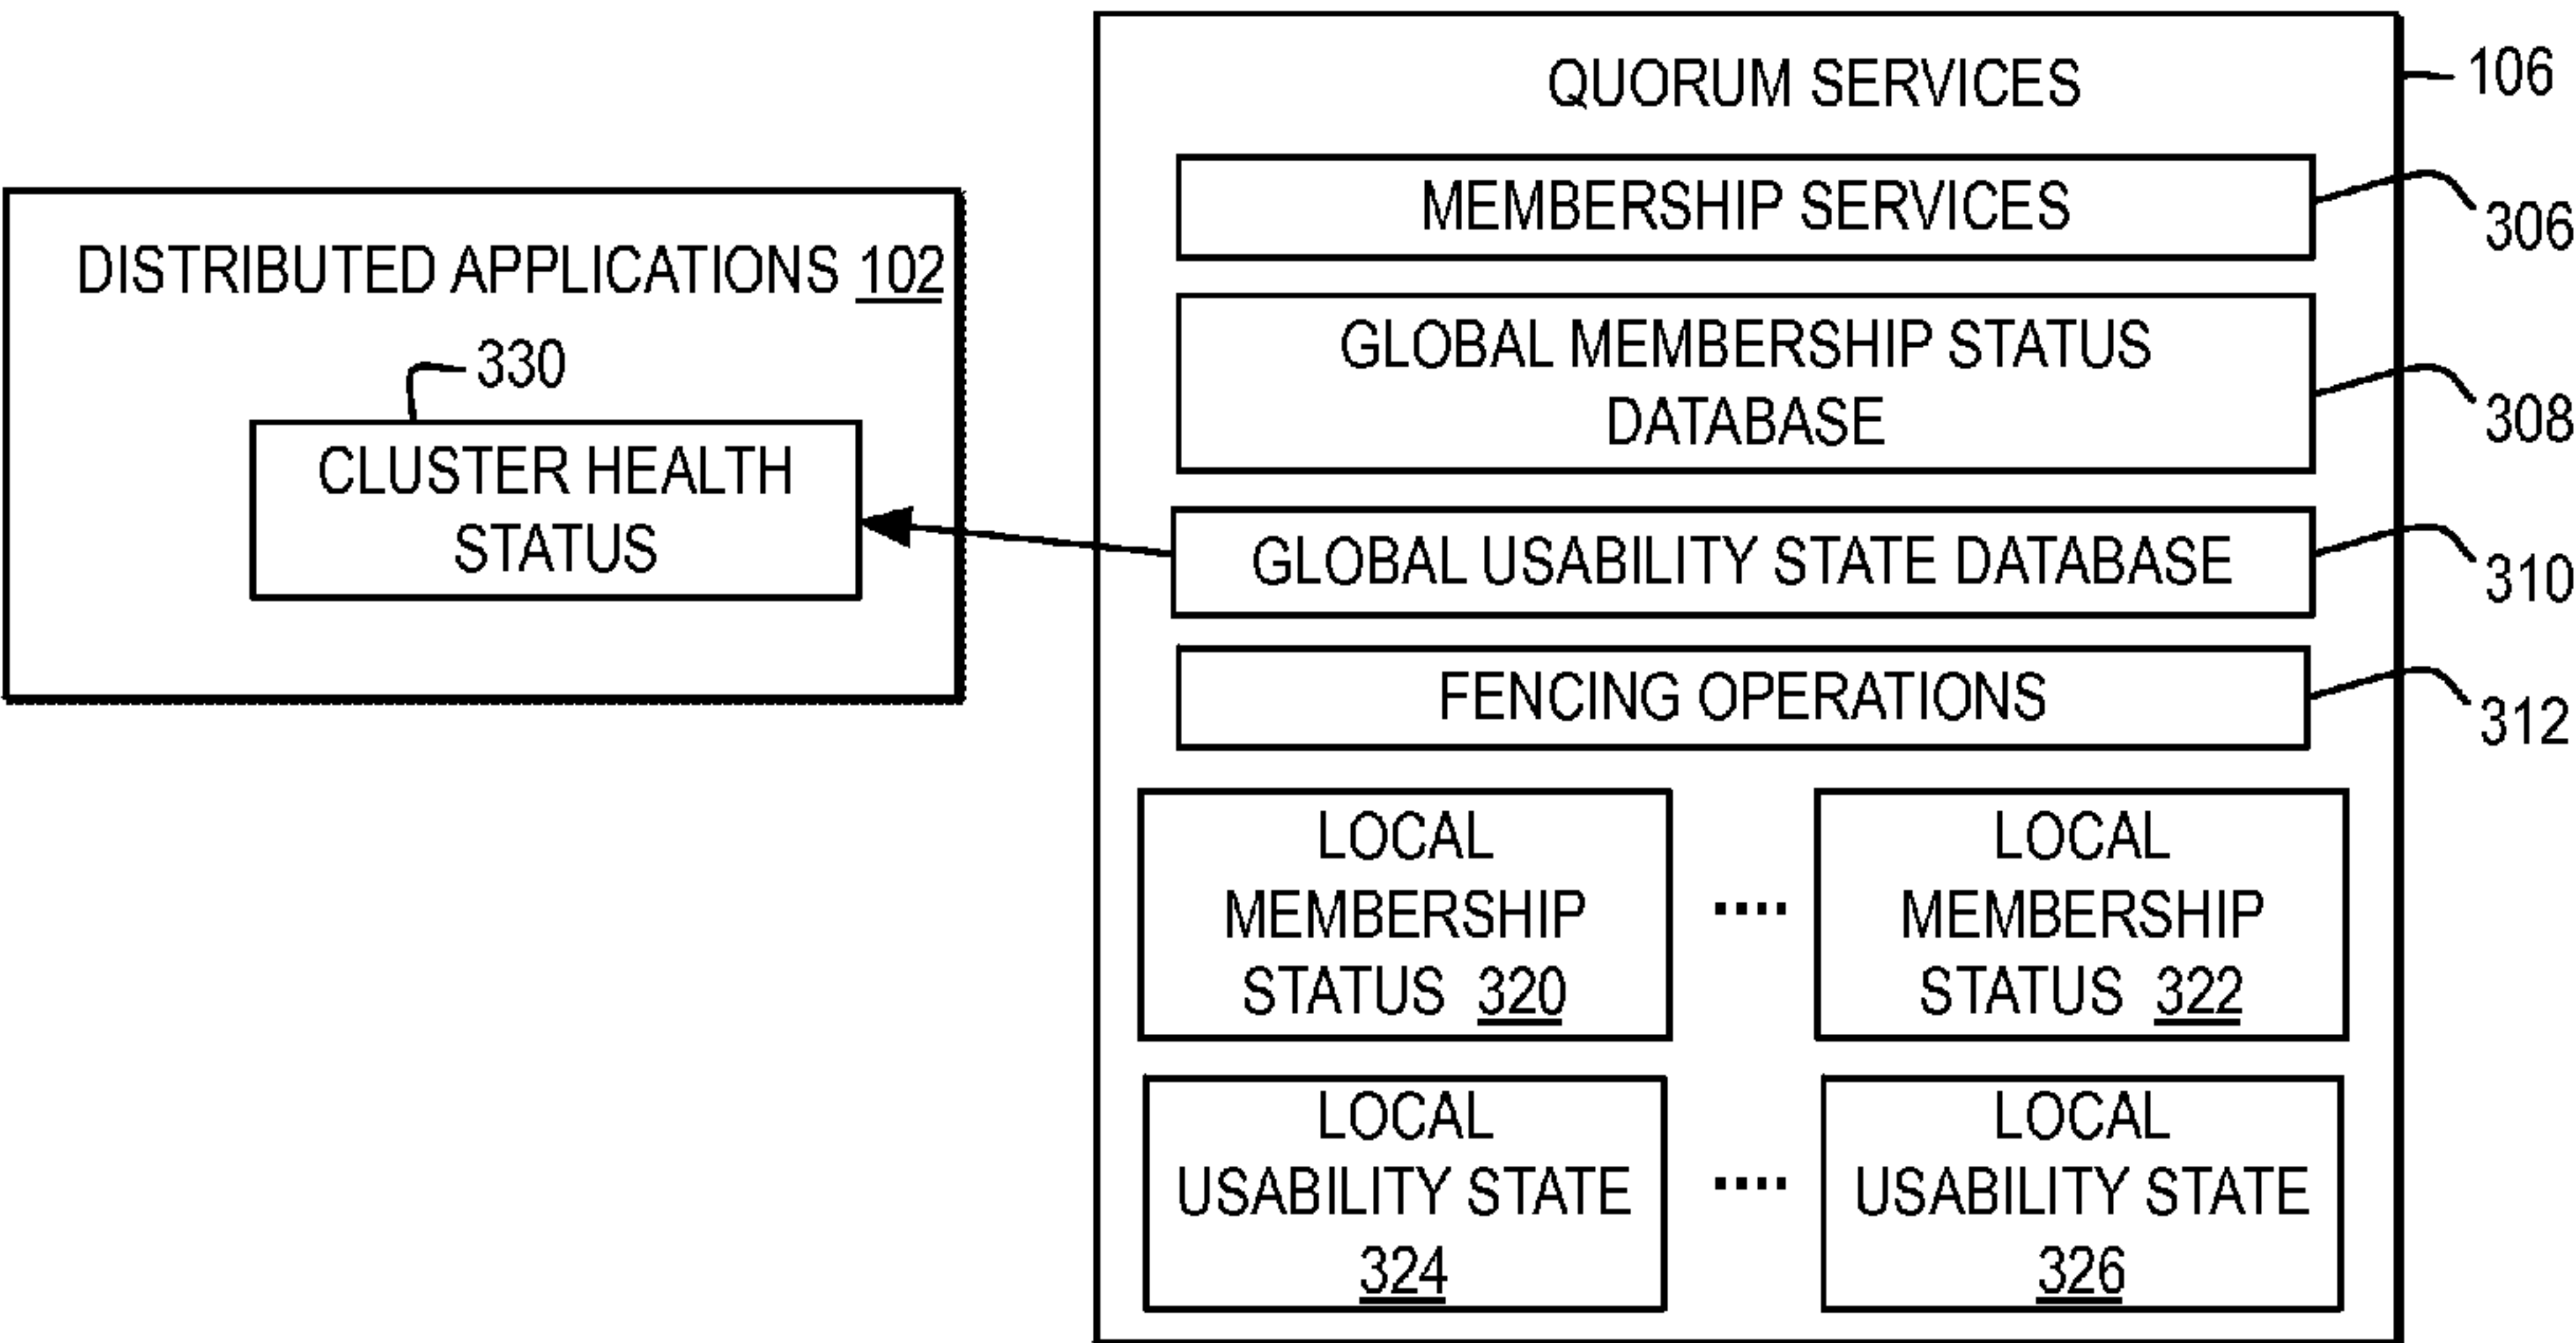 DISTRIBUTED APPLICATIONS 102
330
CLUSTER HEALTH
STATUS
QUORUM SERVICES
106
MEMBERSHIP SERVICES
306
GLOBAL MEMBERSHIP STATUS
DATABASE
308
GLOBAL USABILITY STATE DATABASE
310
FENCING OPERATIONS
312
LOCAL
MEMBERSHIP
STATUS 320
....
LOCAL
MEMBERSHIP
STATUS 322
LOCAL
USABILITY STATE
324
....
LOCAL
USABILITY STATE
326